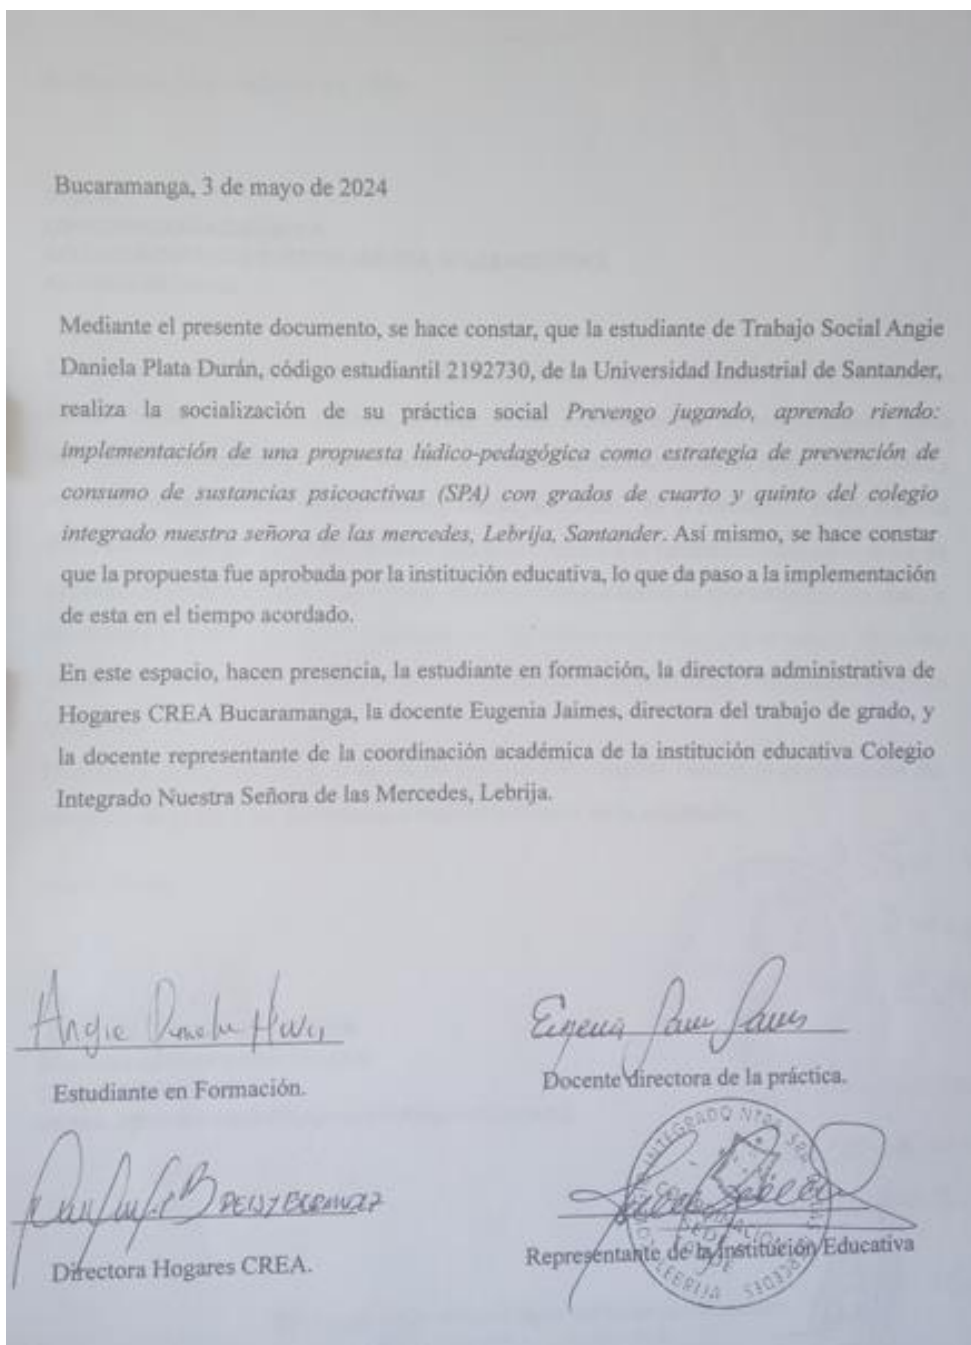 Bucaramanga, 3 de mayo de 2024
Mediante el presente documento, se hace constar, que la estudiante de Trabajo Social Angie
Daniela Plata Durán, código estudiantil 2192730, de la Universidad Industrial de Santander,
realiza la socialización de su práctica social Prevengo jugando, aprendo riendo:
implementación de una propuesta lúdico-pedagógica como estrategia de prevención de
consumo de sustancias psicoactivas (SPA) con grados de cuarto y quinto del colegio
integrado nuestra señora de las mercedes, Lebrija, Santander. Así mismo, se hace constar
que la propuesta fue aprobada por la institución educativa, lo que da paso a la implementación
de esta en el tiempo acordado.
En este espacio, hacen presencia, la estudiante en formación, la directora administrativa de
Hogares CREA Bucaramanga, la docente Eugenia Jaimes, directora del trabajo de grado, y
la docente representante de la coordinación académica de la institución educativa Colegio
Integrado Nuestra Señora de las Mercedes, Lebrija.
Angie
Eugenia
Estudiante en Formación.
Docente directora de la práctica.
INTEGRADO NTRA SRA
COORDINACIÓN
SEDE
LEBRIJA
Directora Hogares CREA.
Representante de la Institución Educativa